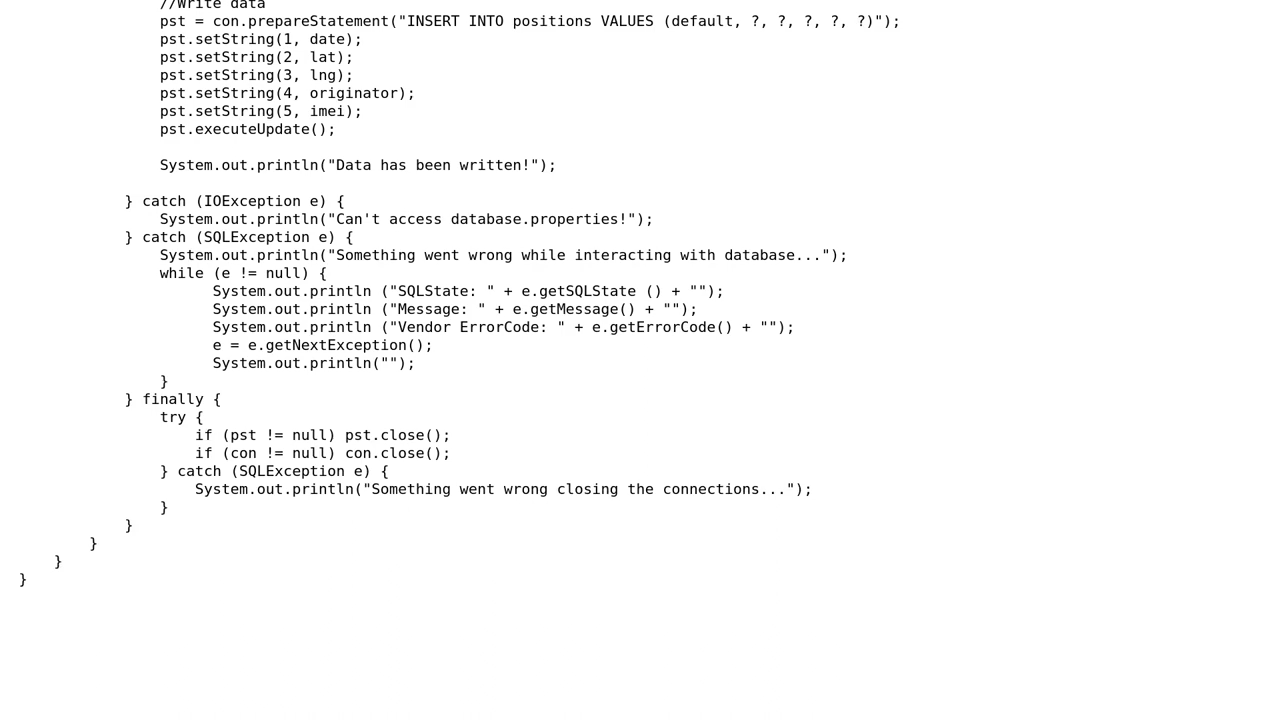 //Write data
pst = con.prepareStatement("INSERT INTO positions VALUES (default, ?, ?, ?, ?, ?)");
pst.setString(1, date);
pst.setString(2, lat);
pst.setString(3, lng);
pst.setString(4, originator);
pst.setString(5, imei);
pst.executeUpdate();
System.out.println("Data has been written!");
} catch (IOException e) {
System.out.println("Can't access database.properties!");
} catch (SQLException e) {
System.out.println("Something went wrong while interacting with database...");
while (e != null) {
System.out.println ("SQLState: " + e.getSQLState () + "");
System.out.println ("Message: " + e.getMessage() + "");
System.out.println ("Vendor ErrorCode: " + e.getErrorCode() + "");
e = e.getNextException();
System.out.println("");
}
} finally {
try {
if (pst != null) pst.close();
if (con != null) con.close();
} catch (SQLException e) {
System.out.println("Something went wrong closing the connections...");
}
}
}
}
}